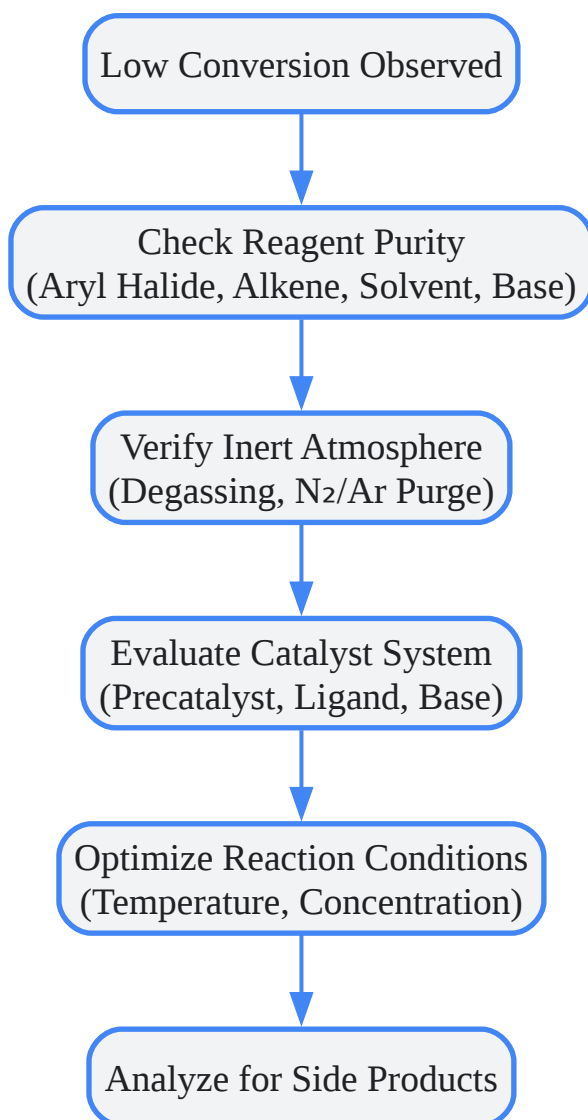 Low Conversion Observed
Check Reagent Purity
(Aryl Halide, Alkene, Solvent, Base)
Verify Inert Atmosphere
(Degassing, N₂/Ar Purge)
Evaluate Catalyst System
(Precatalyst, Ligand, Base)
Optimize Reaction Conditions
(Temperature, Concentration)
Analyze for Side Products